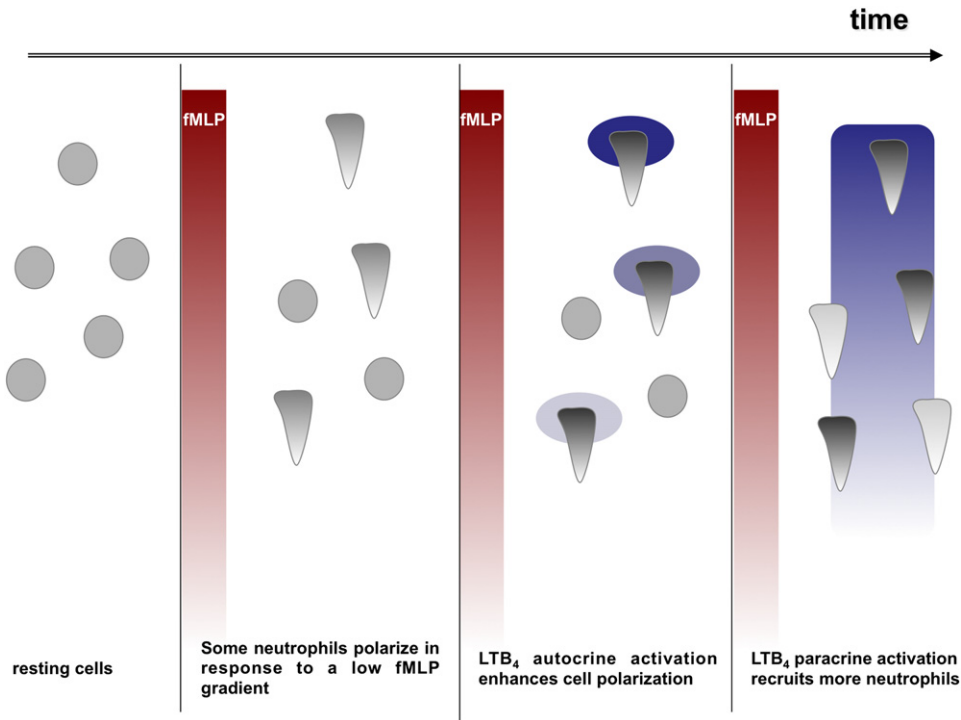 time
fMLP
fMLP
fMLP
resting cells
Some neutrophils polarize in
response to a low fMLP
gradient
LTB₄ autocrine activation
enhances cell polarization
LTB₄ paracrine activation
recruits more neutrophils